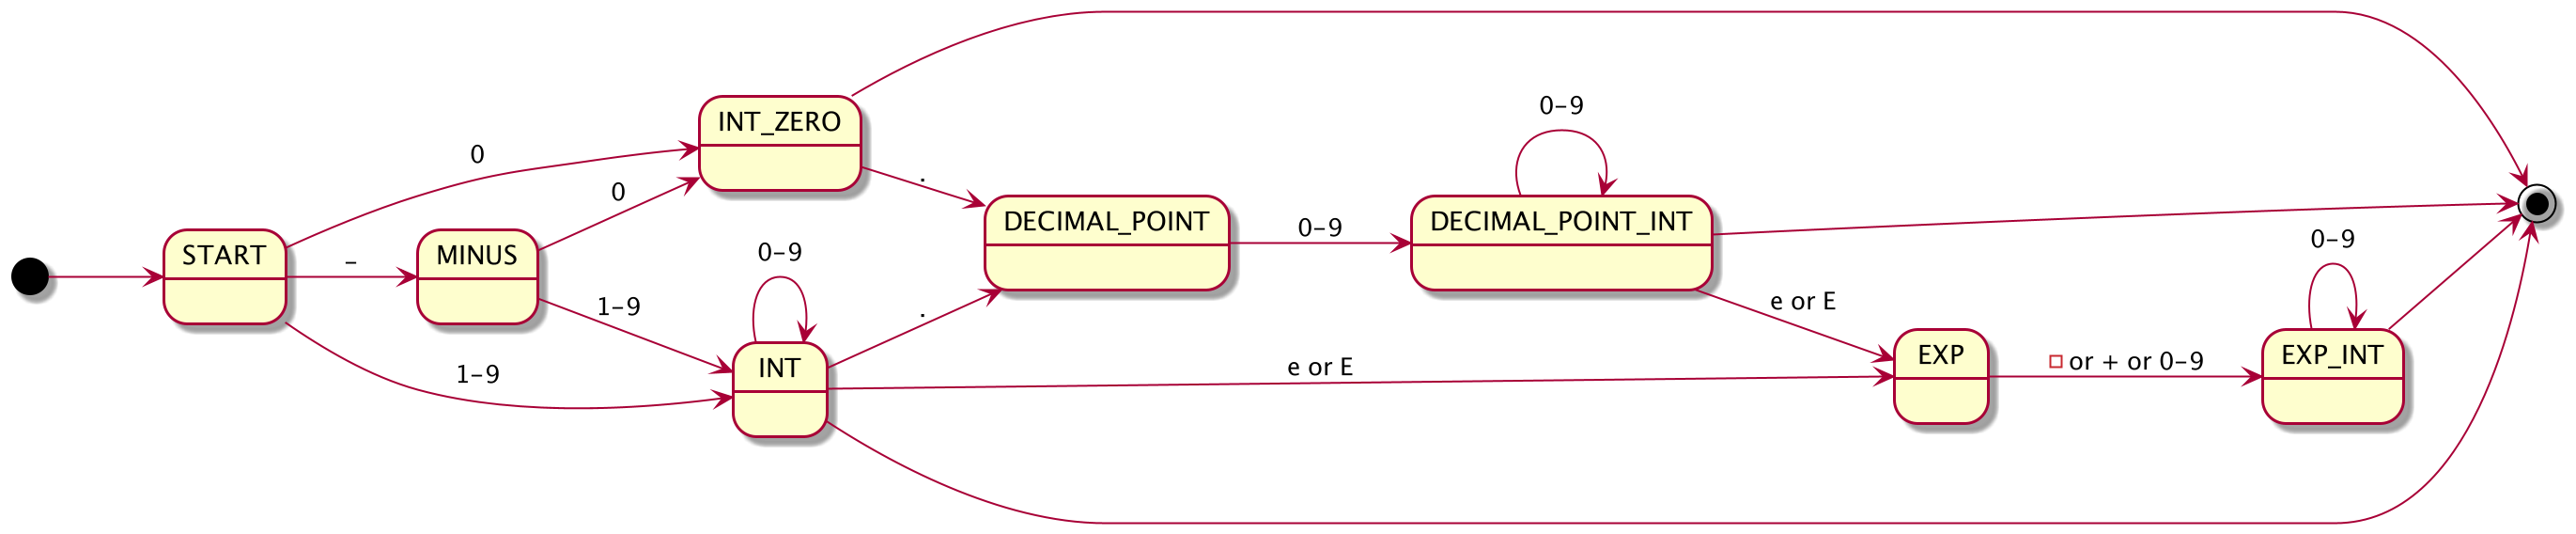 0-9
INT_ZERO
0
0
.
DECIMAL_POINT
0-9
DECIMAL_POINT_INT
START
-
MINUS
0-9
1-9
.
e or E
0-9
1-9
INT
e or E
EXP
or + or 0-9
EXP_INT